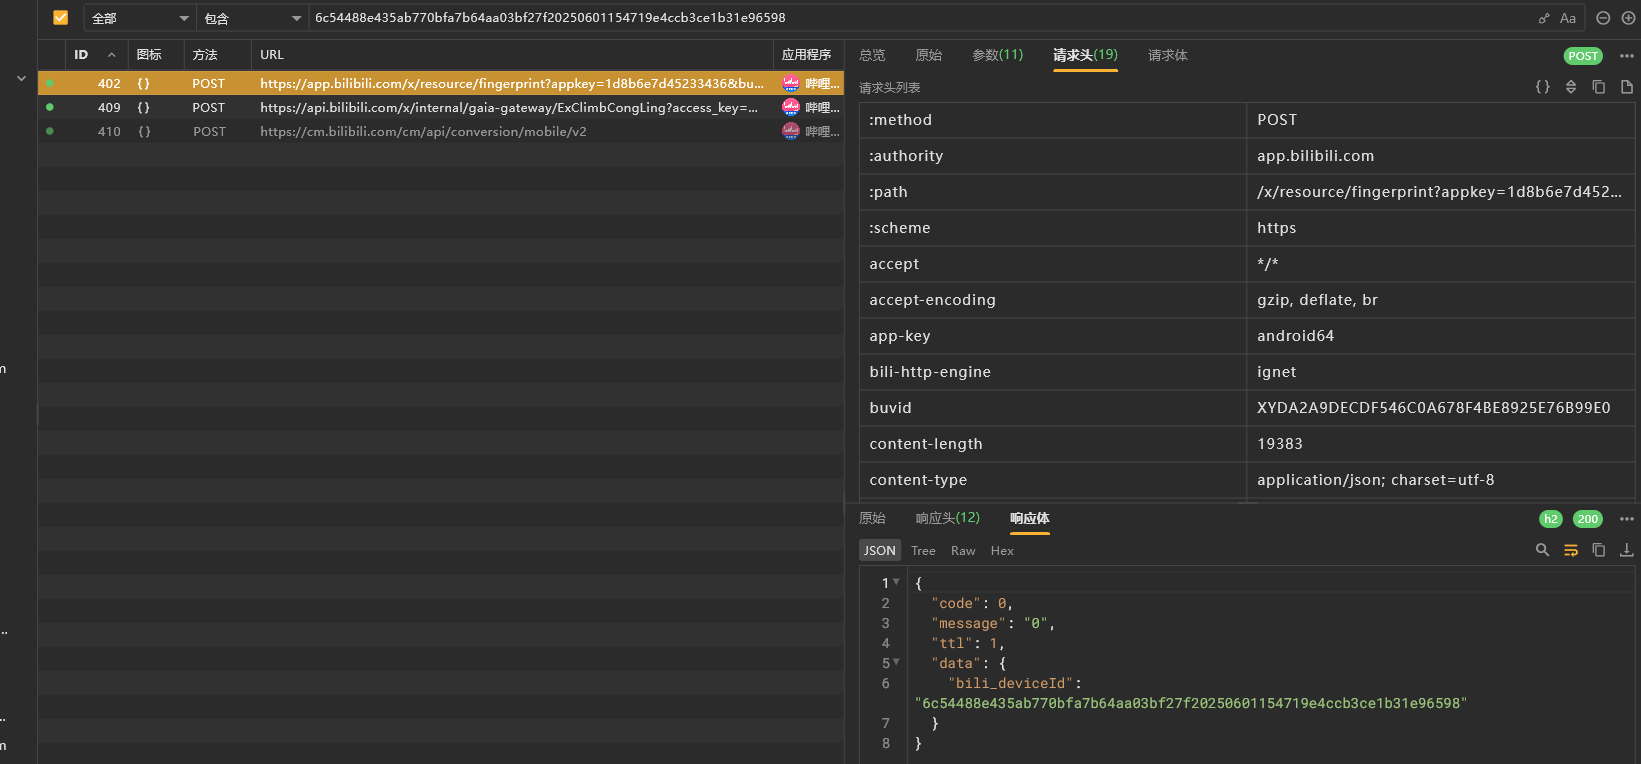 全部
包含
6c54488e435ab770bfa7b64aa03bf27f20250601154719e4ccb3ce1b31e96598
Aa
ID 图标 方法 URL 应用程序
402 {} POST https://app.bilibili.com/x/resource/fingerprint?appkey=1d8b6e7d45233436&bu... 哔哩...
409 {} POST https://api.bilibili.com/x/internal/gaia-gateway/ExClimbCongLing?access_key=... 哔哩...
410 {} POST https://cm.bilibili.com/cm/api/conversion/mobile/v2 哔哩...
总览 原始 参数(11) 请求头(19) 请求体 POST
请求头列表 {}
:method POST
:authority app.bilibili.com
:path /x/resource/fingerprint?appkey=1d8b6e7d452...
:scheme https
accept */*
accept-encoding gzip, deflate, br
app-key android64
bili-http-engine ignet
buvid XYDA2A9DECDF546C0A678F4BE8925E76B99E0
content-length 19383
content-type application/json; charset=utf-8
原始 响应头(12) 响应体 h2 200
JSON Tree Raw Hex
1 {
2 "code": 0,
3 "message": "0",
4 "ttl": 1,
5 "data": {
6 "bili_deviceId":
"6c54488e435ab770bfa7b64aa03bf27f20250601154719e4ccb3ce1b31e96598"
7 }
8 }